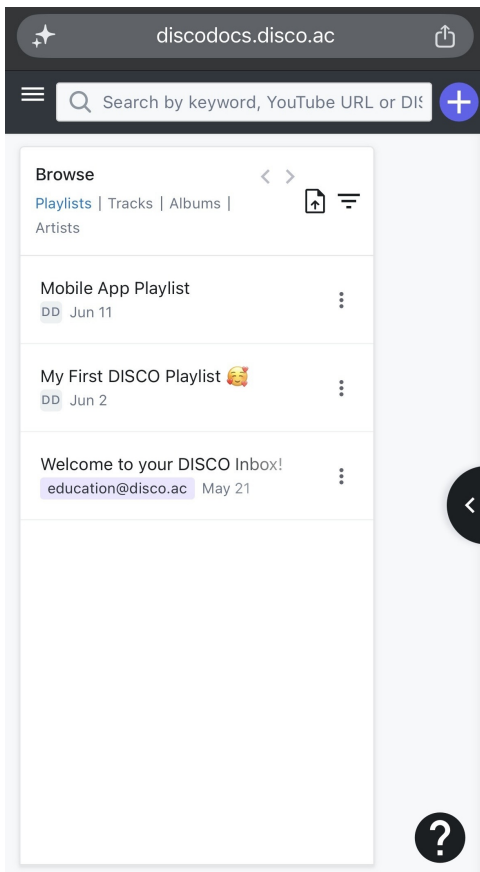 discodocs.disco.ac
Search by keyword, YouTube URL or DIS
Browse
Playlists | Tracks | Albums |
Artists
Mobile App Playlist
DD Jun 11
My First DISCO Playlist 🥰
DD Jun 2
Welcome to your DISCO Inbox!
education@disco.ac May 21
?